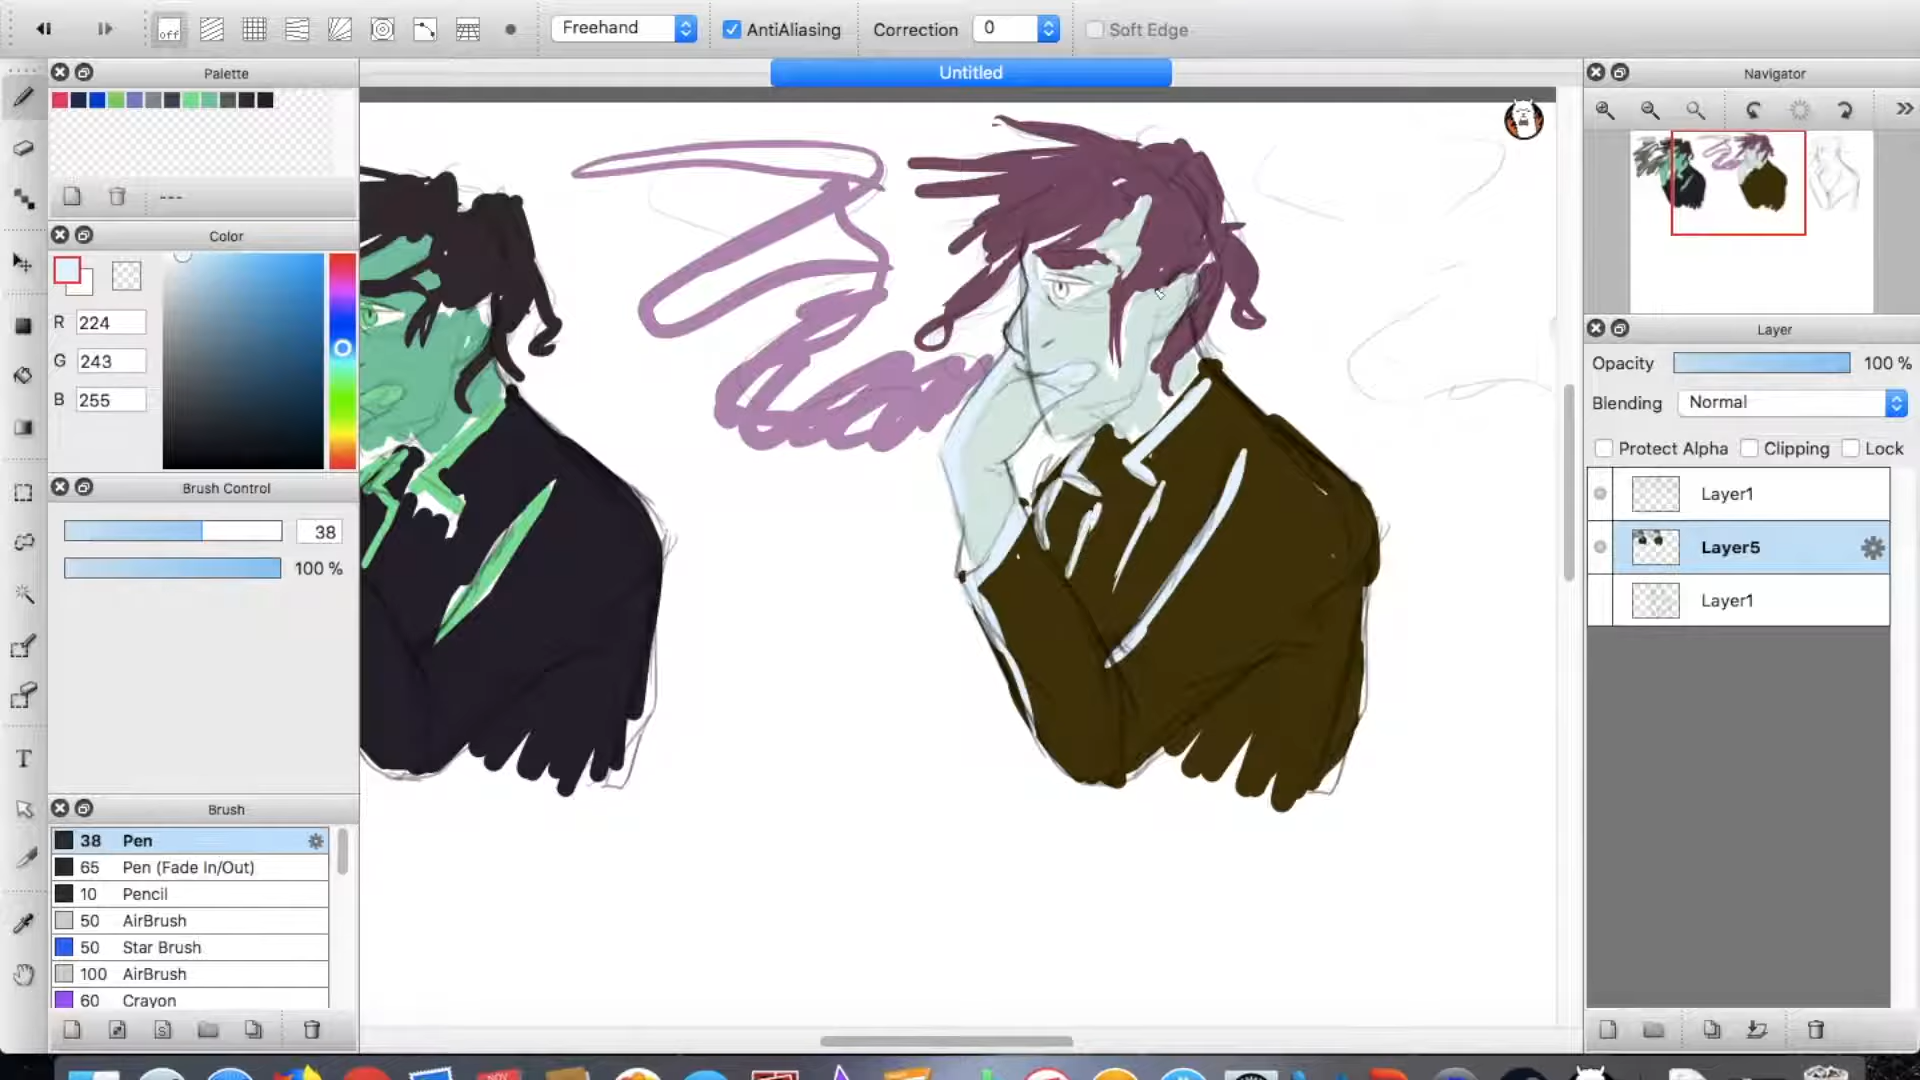 off
Freehand
AntiAliasing
Correction
0
Soft Edge
Palette
Untitled
Navigator
---
Color
R 224
G 243
B 255
Brush Control
38
100 %
Brush
38 Pen
65 Pen (Fade In/Out)
10 Pencil
50 AirBrush
50 Star Brush
100 AirBrush
60 Crayon
Layer
Opacity 100 %
Blending Normal
Protect Alpha Clipping Lock
Layer1
Layer5
Layer1
T
S
NOV